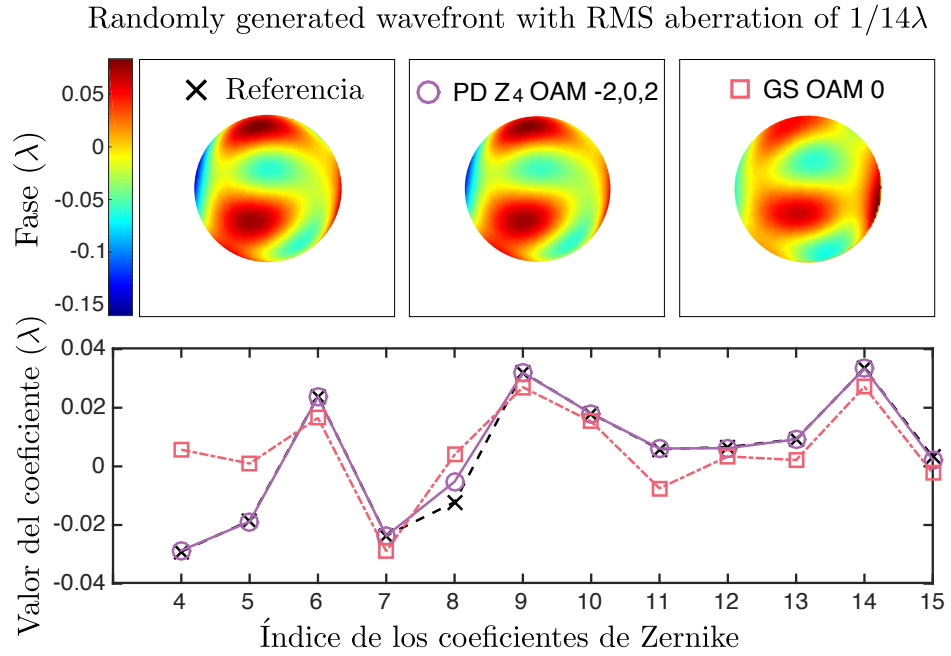 Randomly generated wavefront with RMS aberration of 1/14λ
Fase (λ)
0.05
0
-0.05
-0.1
-0.15
Referencia
PD Z4 OAM -2,0,2
GS OAM 0
Valor del coeficiente (λ)
0.04
0.02
0
-0.02
-0.04
4 5 6 7 8 9 10 11 12 13 14 15
Índice de los coeficientes de Zernike